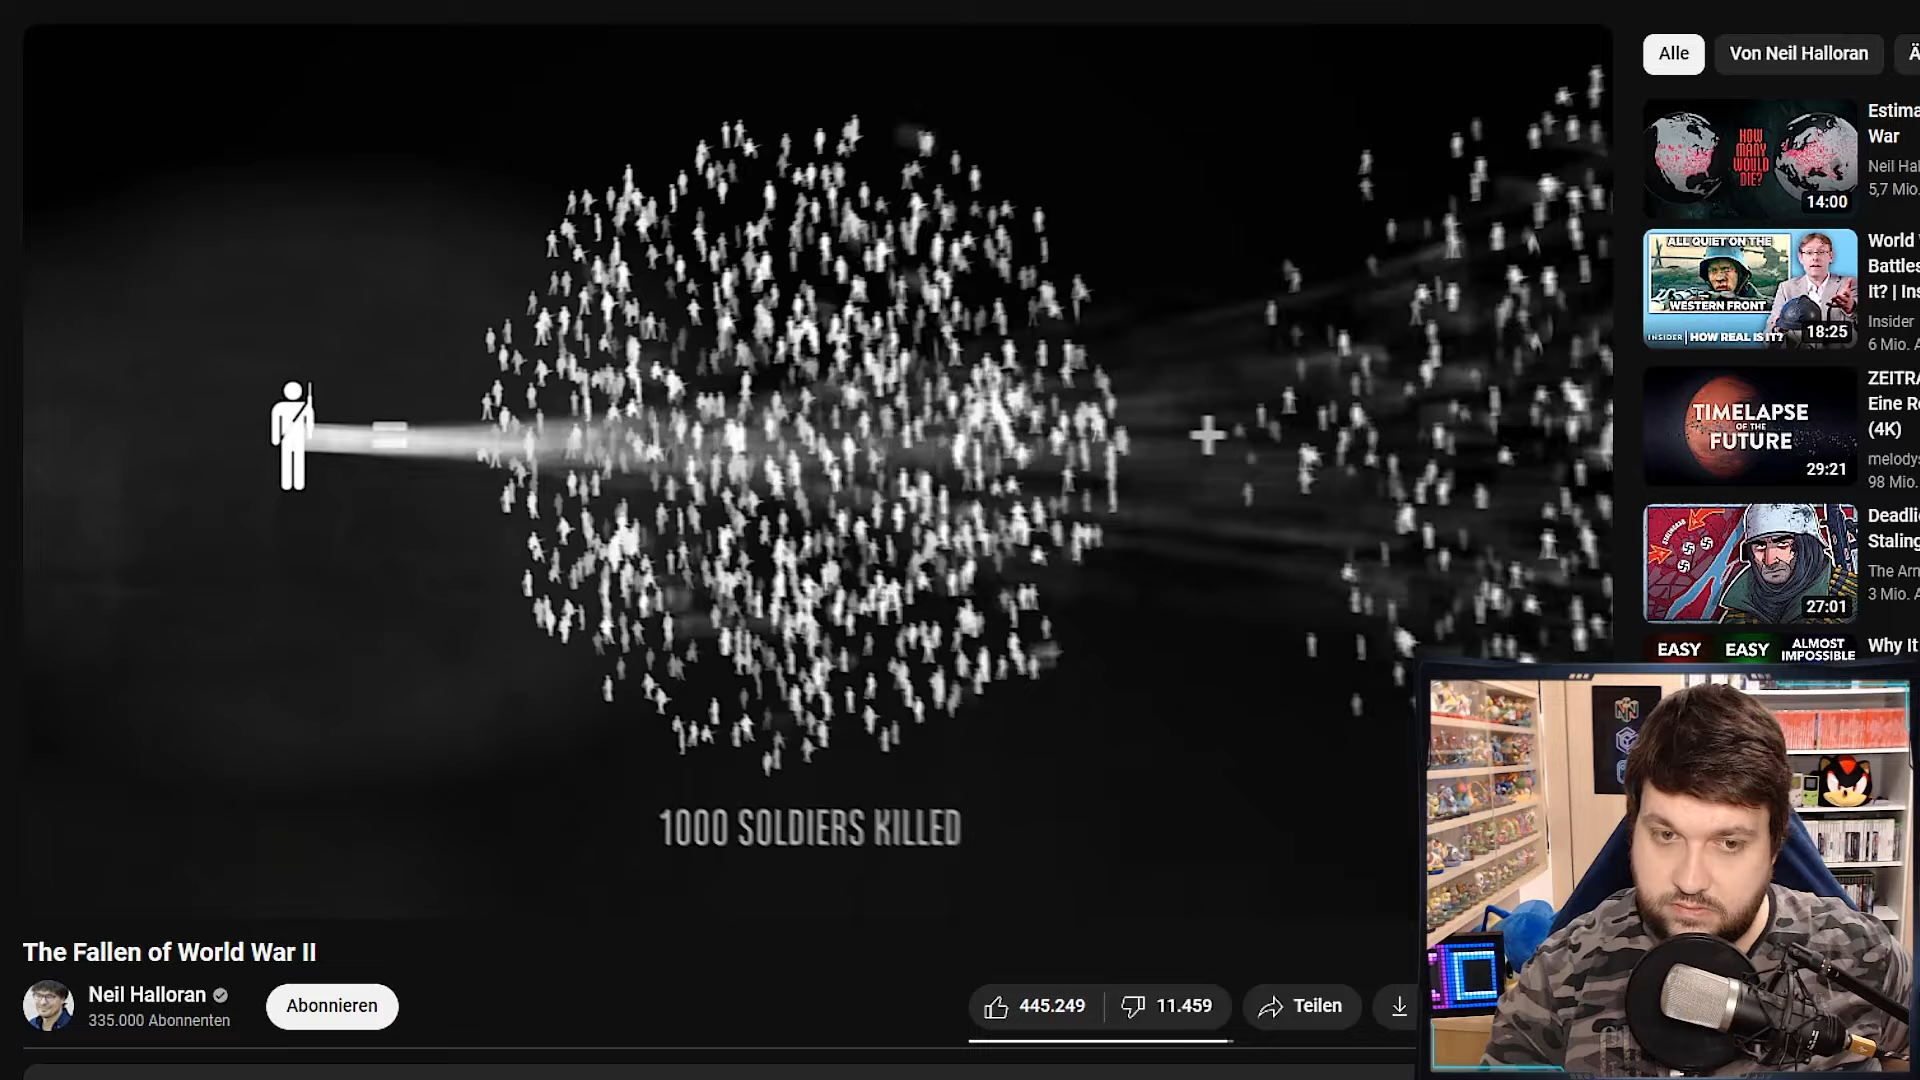 1000 SOLDIERS KILLED
The Fallen of World War II
Neil Halloran
335.000 Abonnenten
Abonnieren
445.249
11.459
Teilen
Alle
Von Neil Halloran
Ä
HOW
MANY
WOULD
DIE?
14:00
Estima
War
Neil Hal
5,7 Mio.
ALL QUIET ON THE
WESTERN FRONT
INSIDER | HOW REAL IS IT?
18:25
World
Battles
It? | Ins
Insider
6 Mio. A
TIMELAPSE
OF THE
FUTURE
29:21
ZEITRA
Eine Re
(4K)
melodys
98 Mio.
27:01
Deadli
Staling
The Arm
3 Mio. A
EASY
EASY
ALMOST
IMPOSSIBLE
Why It